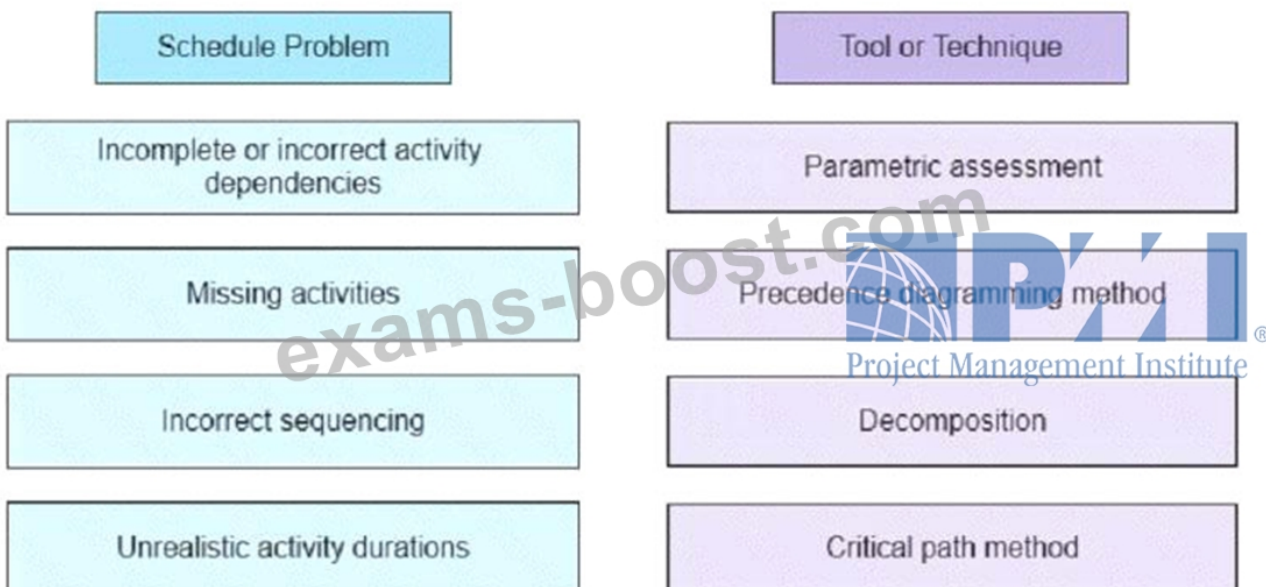 Schedule Problem
Tool or Technique
Incomplete or incorrect activity
dependencies
Parametric assessment
Missing activities
Precedence diagramming method
Incorrect sequencing
Decomposition
Unrealistic activity durations
Critical path method
exams-boost.com
PMI
®
Project Management Institute